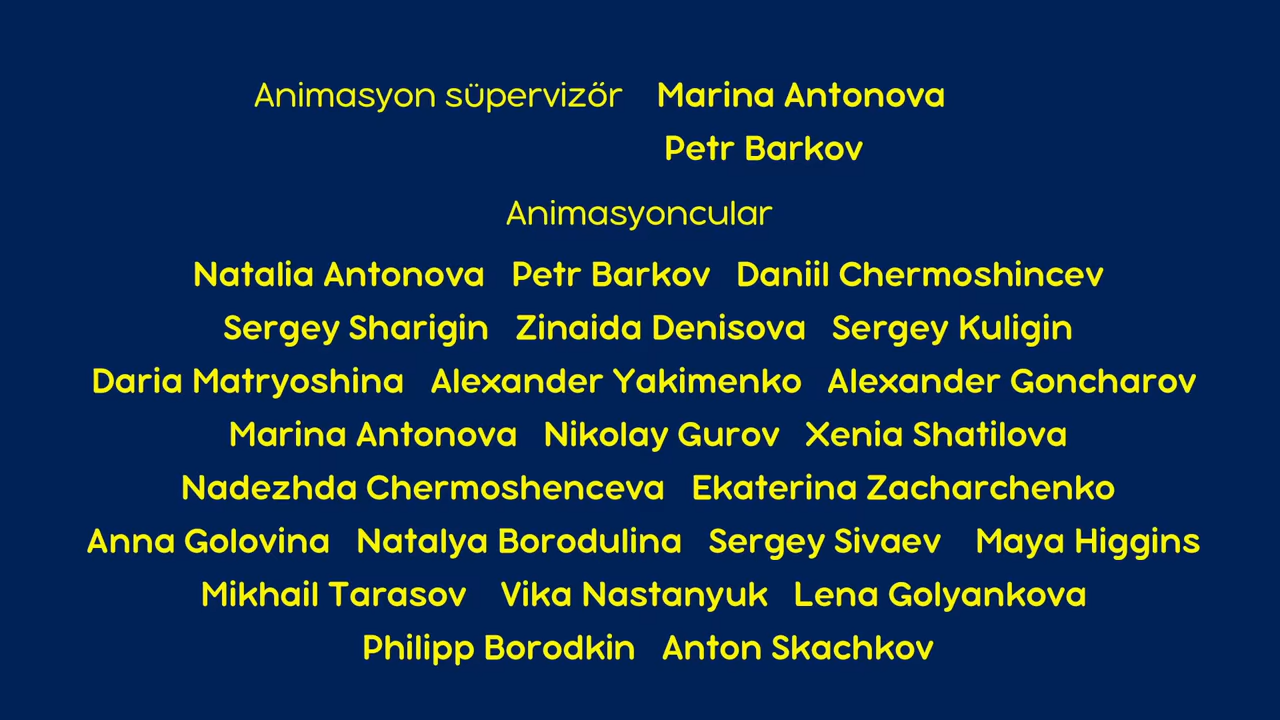 Animasyon süpervizőr Marina Antonova
Petr Barkov
Animasyoncular
Natalia Antonova Petr Barkov Daniil Chermoshincev
Sergey Sharigin Zinaida Denisova Sergey Kuligin
Daria Matryoshina Alexander Yakimenko Alexander Goncharov
Marina Antonova Nikolay Gurov Xenia Shatilova
Nadezhda Chermoshenceva Ekaterina Zacharchenko
Anna Golovina Natalya Borodulina Sergey Sivaev Maya Higgins
Mikhail Tarasov Vika Nastanyuk Lena Golyankova
Philipp Borodkin Anton Skachkov